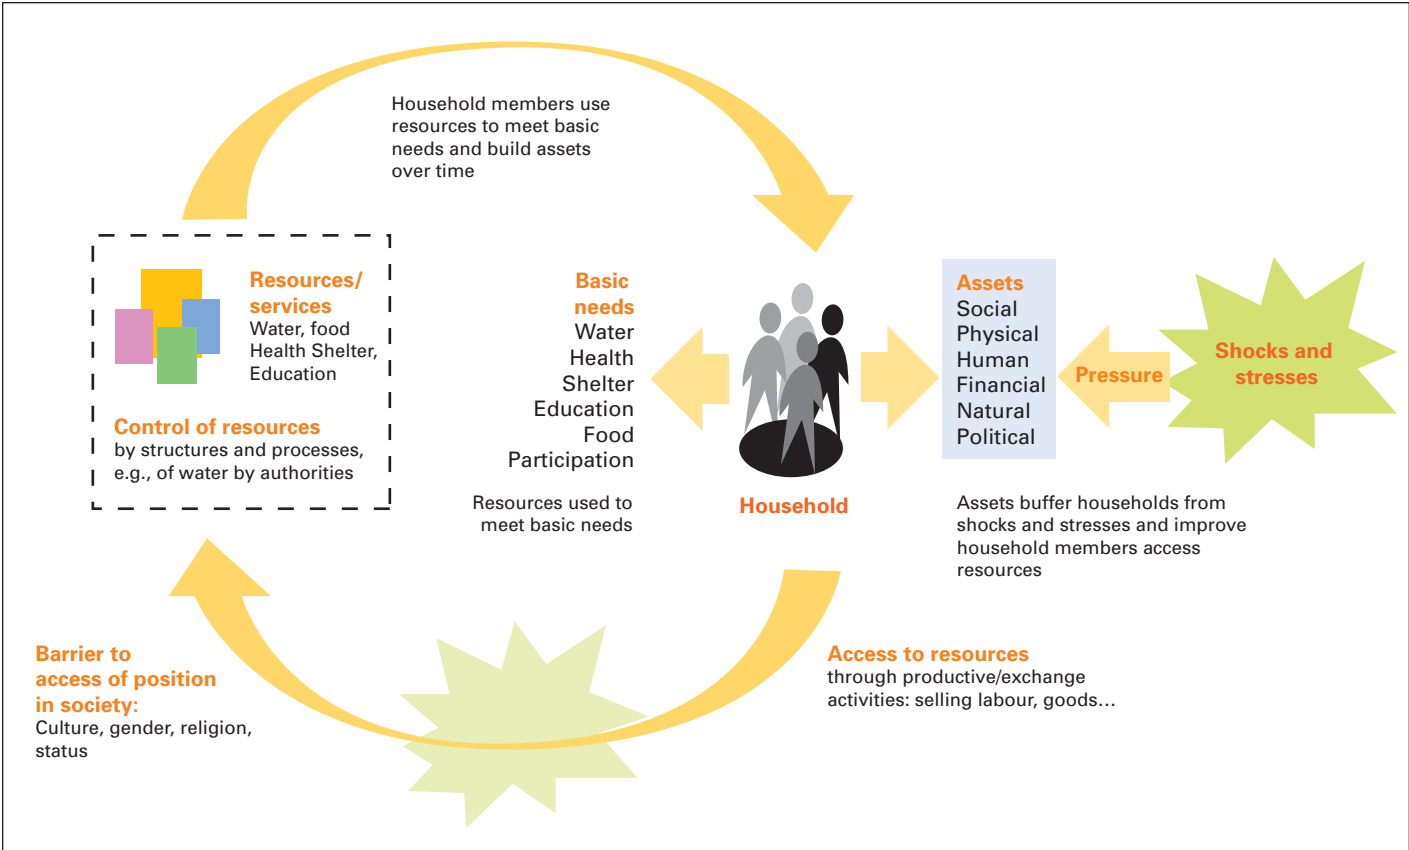 Household members use
resources to meet basic
needs and build assets
over time
Resources/
services
Water, food
Health Shelter,
Education
Control of resources
by structures and processes,
e.g., of water by authorities
Basic
needs
Water
Health
Shelter
Education
Food
Participation
Resources used to
meet basic needs
Household
Assets
Social
Physical
Human
Financial
Natural
Political
Pressure
Shocks and
stresses
Assets buffer households from
shocks and stresses and improve
household members access
resources
Barrier to
access of position
in society:
Culture, gender, religion,
status
Access to resources
through productive/exchange
activities: selling labour, goods…